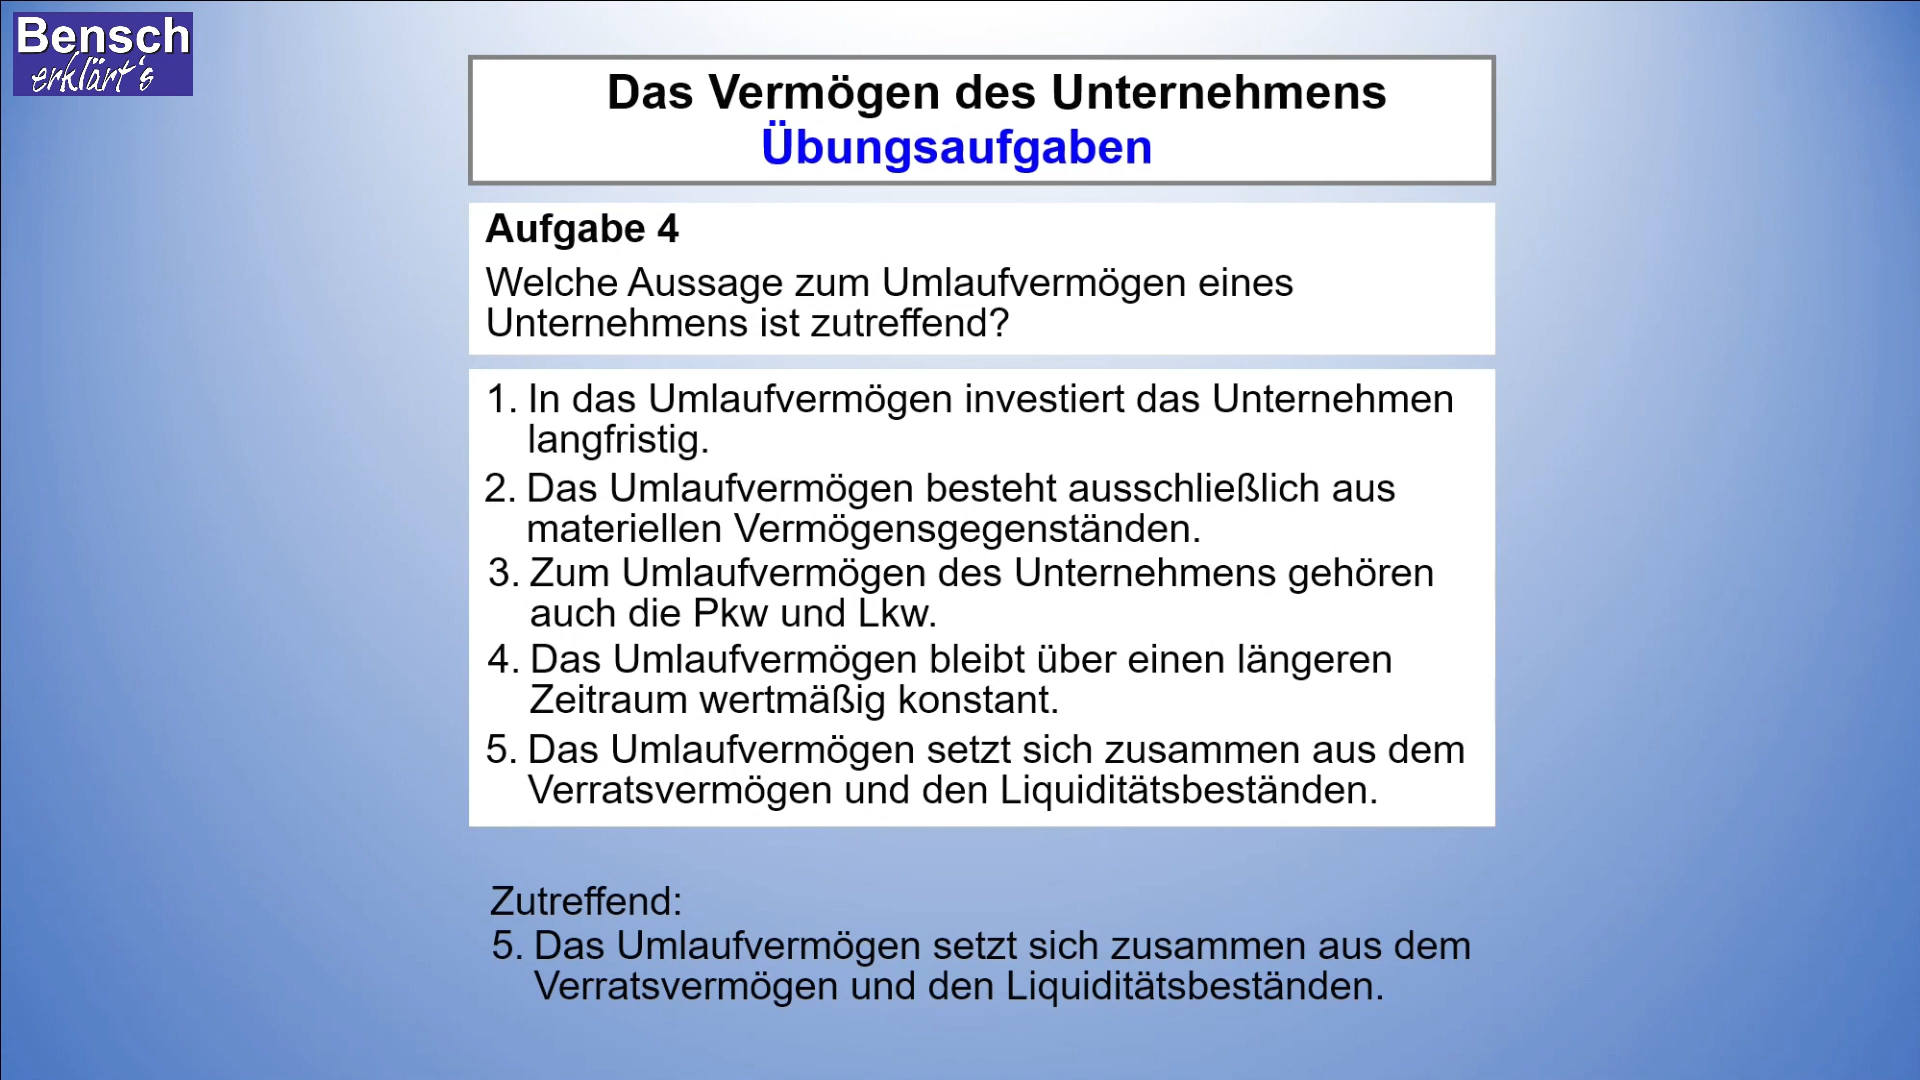 Bensch
erklärt's
Das Vermögen des Unternehmens
Übungsaufgaben
Aufgabe 4
Welche Aussage zum Umlaufvermögen eines
Unternehmens ist zutreffend?
1. In das Umlaufvermögen investiert das Unternehmen
langfristig.
2. Das Umlaufvermögen besteht ausschließlich aus
materiellen Vermögensgegenständen.
3. Zum Umlaufvermögen des Unternehmens gehören
auch die Pkw und Lkw.
4. Das Umlaufvermögen bleibt über einen längeren
Zeitraum wertmäßig konstant.
5. Das Umlaufvermögen setzt sich zusammen aus dem
Verratsvermögen und den Liquiditätsbeständen.
Zutreffend:
5. Das Umlaufvermögen setzt sich zusammen aus dem
Verratsvermögen und den Liquiditätsbeständen.